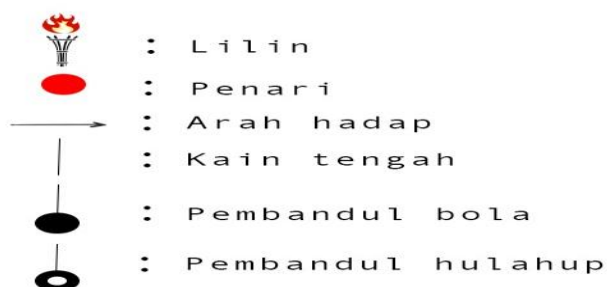 : Lilin
: Penari
: Arah hadap
: Kain tengah
: Pembandul bola
: Pembandul hulahup